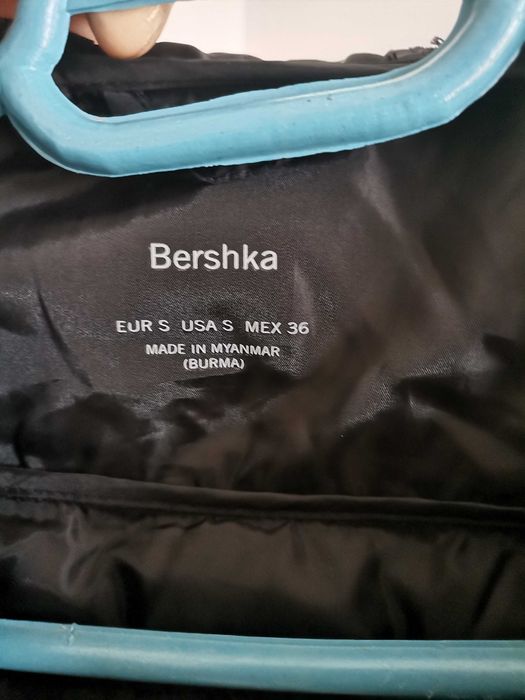 Bershka
EUR S USA S MEX 36
MADE IN MYANMAR
(BURMA)